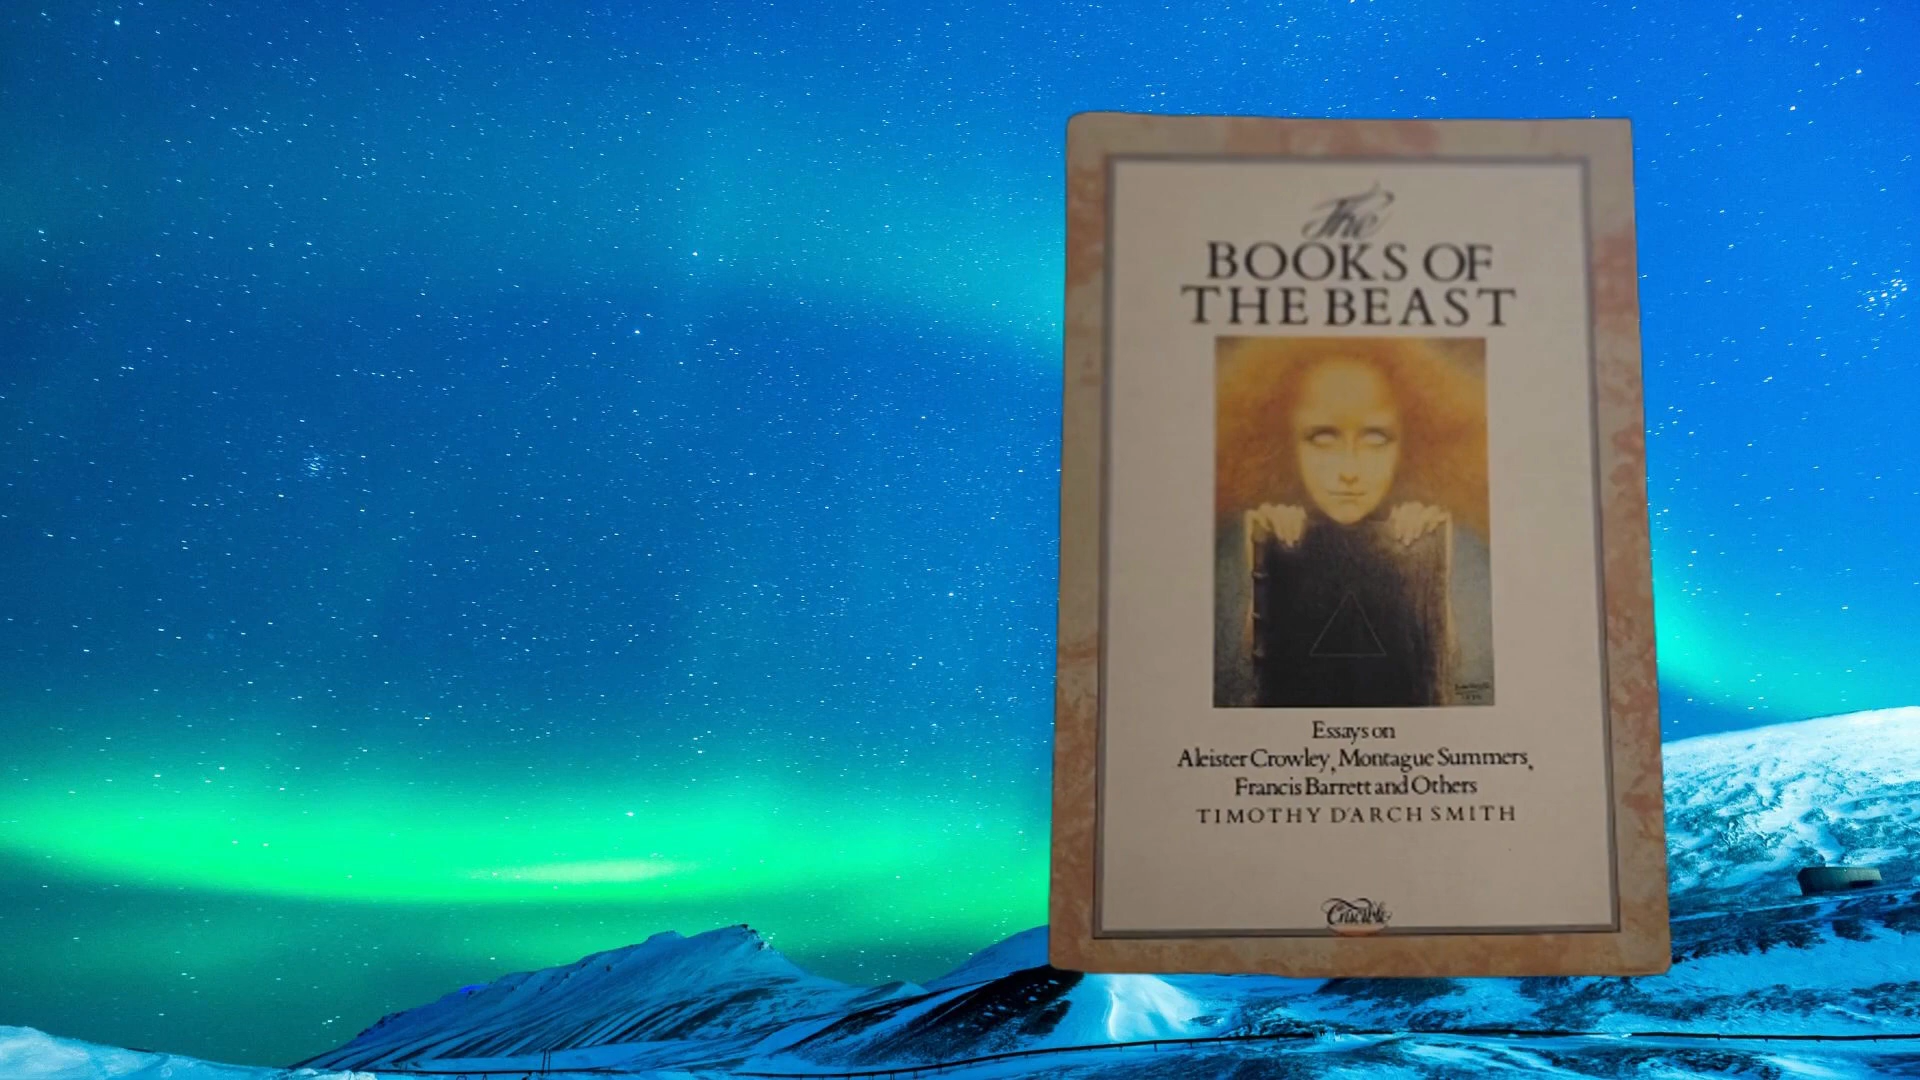 The
BOOKS OF
THE BEAST
Essays on
Aleister Crowley, Montague Summers,
Francis Barrett and Others
TIMOTHY D'ARCH SMITH
Crucible